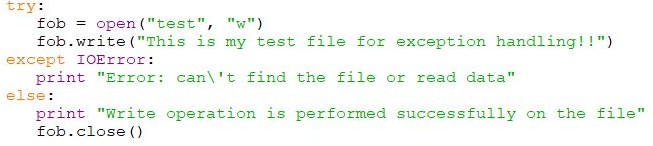 try:
   fob = open("test", "w")
   fob.write("This is my test file for exception handling!!")
except IOError:
   print "Error: can\'t find the file or read data"
else:
   print "Write operation is performed successfully on the file"
   fob.close()